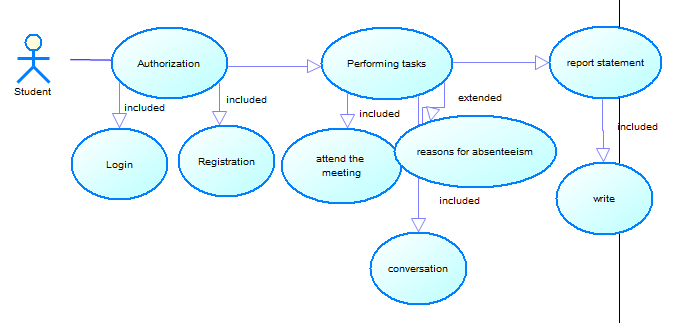 Authorization
Performing tasks
report statement
Student
included
included
included
extended
included
Login
Registration
attend the
meeting
reasons for absenteeism
included
write
conversation